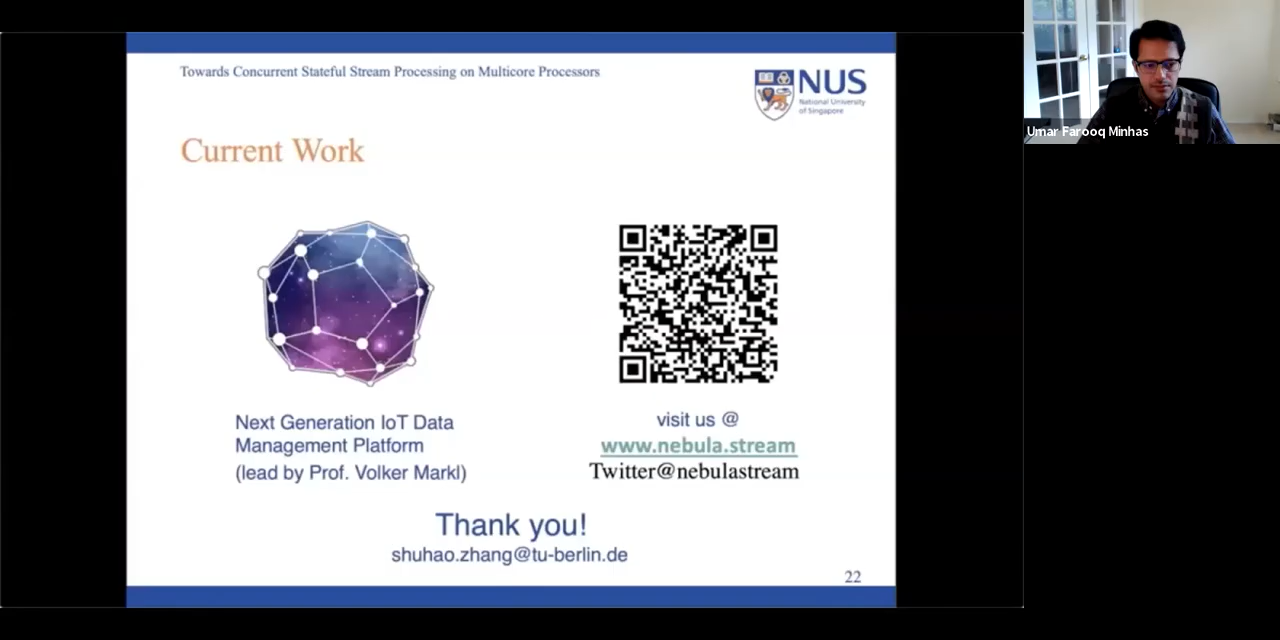 Towards Concurrent Stateful Stream Processing on Multicore Processors
NUS
National University
of Singapore
Umar Farooq Minhas
Current Work
Next Generation IoT Data
Management Platform
(lead by Prof. Volker Markl)
visit us @
www.nebula.stream
Twitter@nebulastream
Thank you!
shuhao.zhang@tu-berlin.de
22